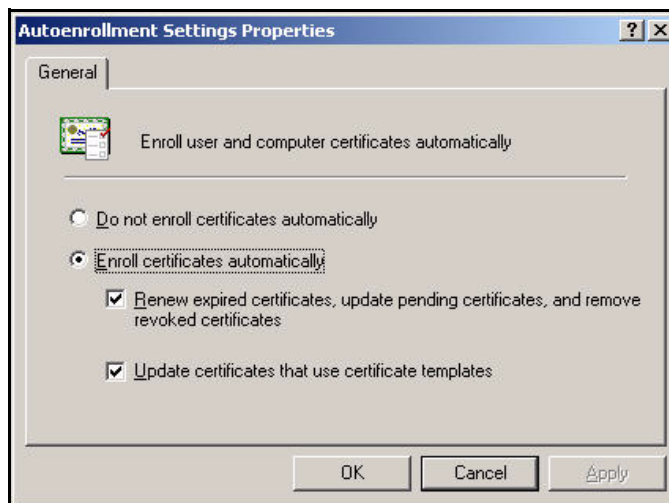 Autoenrollment Settings Properties
General
Enroll user and computer certificates automatically
Do not enroll certificates automatically
Enroll certificates automatically
Renew expired certificates, update pending certificates, and remove
revoked certificates
Update certificates that use certificate templates
OK Cancel Apply